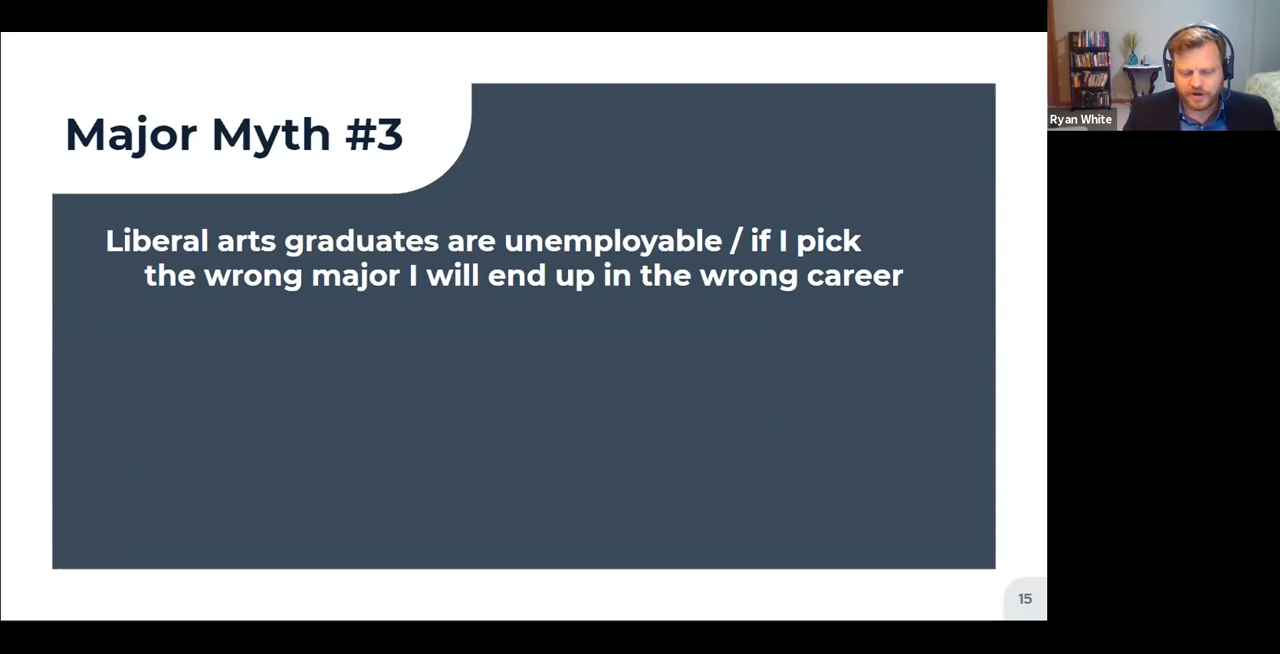 Major Myth #3
Liberal arts graduates are unemployable / if I pick
the wrong major I will end up in the wrong career
15
Ryan White